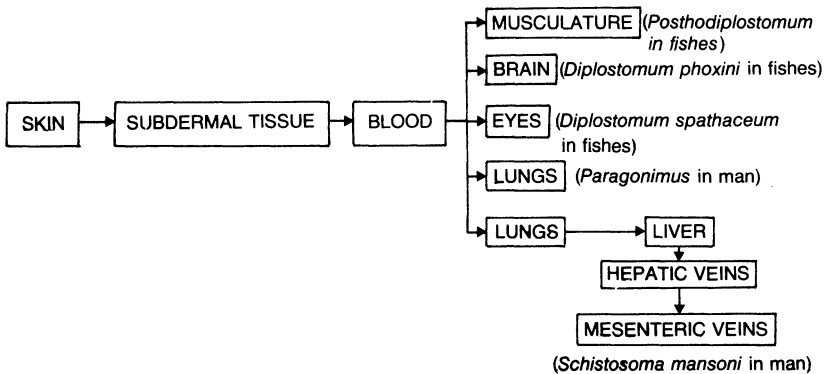 MUSCULATURE (Posthodiplostomum
in fishes)
BRAIN (Diplostomum phoxini in fishes)
SKIN
SUBDERMAL TISSUE
BLOOD
EYES (Diplostomum spathaceum
in fishes)
LUNGS (Paragonimus in man)
LUNGS
LIVER
HEPATIC VEINS
MESENTERIC VEINS
(Schistosoma mansoni in man)